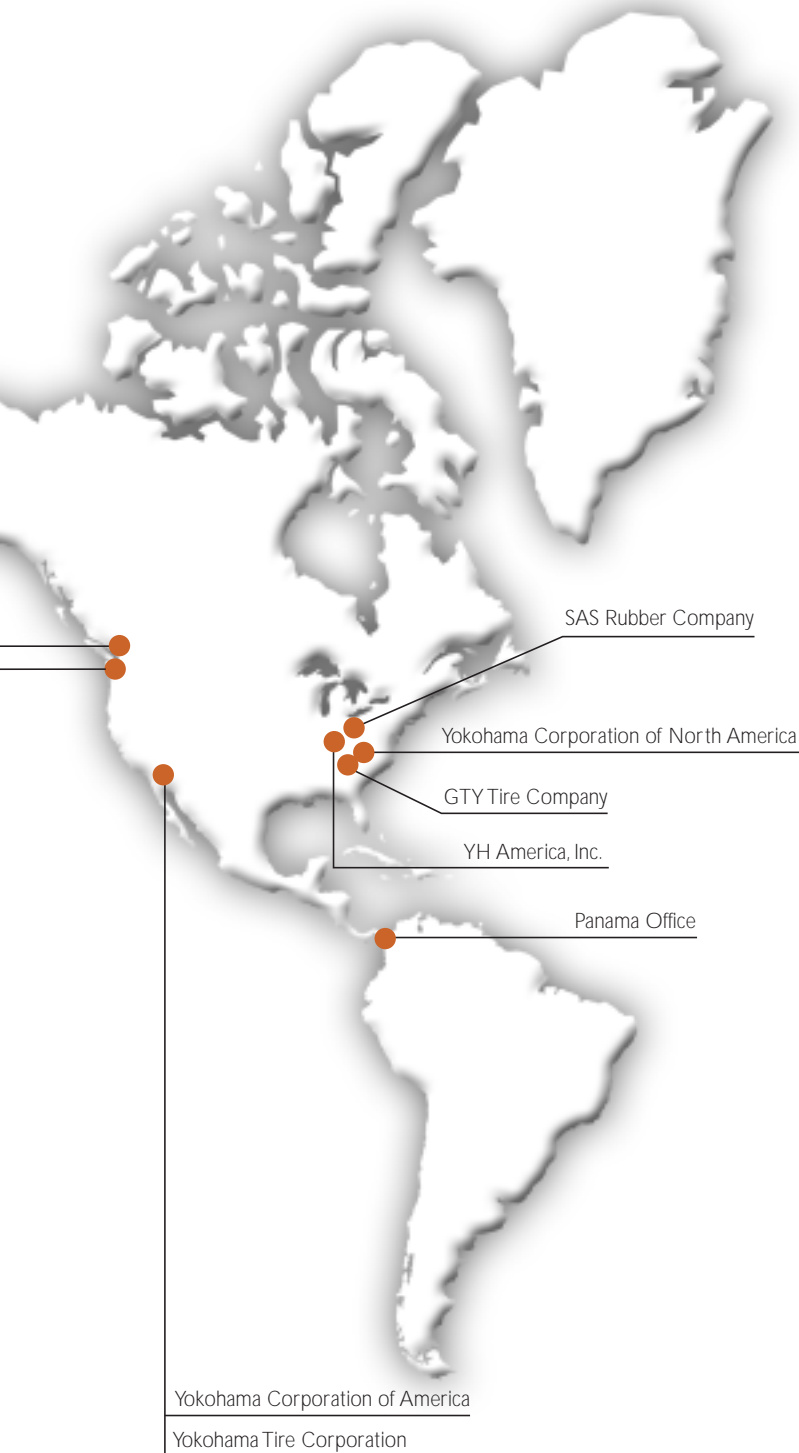 SAS Rubber Company
Yokohama Corporation of North America
GTY Tire Company
YH America, Inc.
Panama Office
Yokohama Corporation of America
Yokohama Tire Corporation